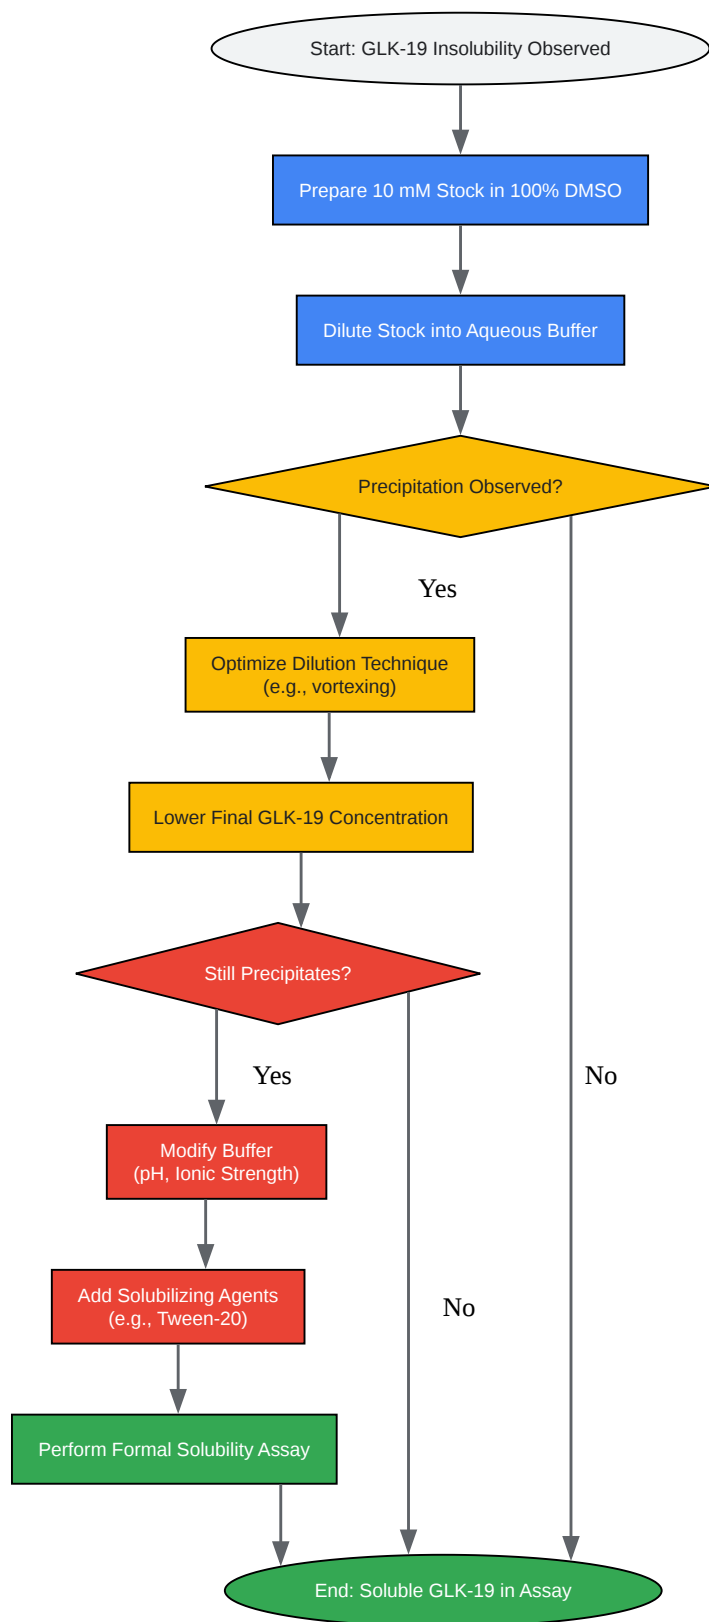 Start: GLK-19 Insolubility Observed
Prepare 10 mM Stock in 100% DMSO
Dilute Stock into Aqueous Buffer
Precipitation Observed?
Yes
Optimize Dilution Technique
(e.g., vortexing)
Lower Final GLK-19 Concentration
Still Precipitates?
Yes
No
Modify Buffer
(pH, Ionic Strength)
Add Solubilizing Agents
(e.g., Tween-20)
No
Perform Formal Solubility Assay
End: Soluble GLK-19 in Assay